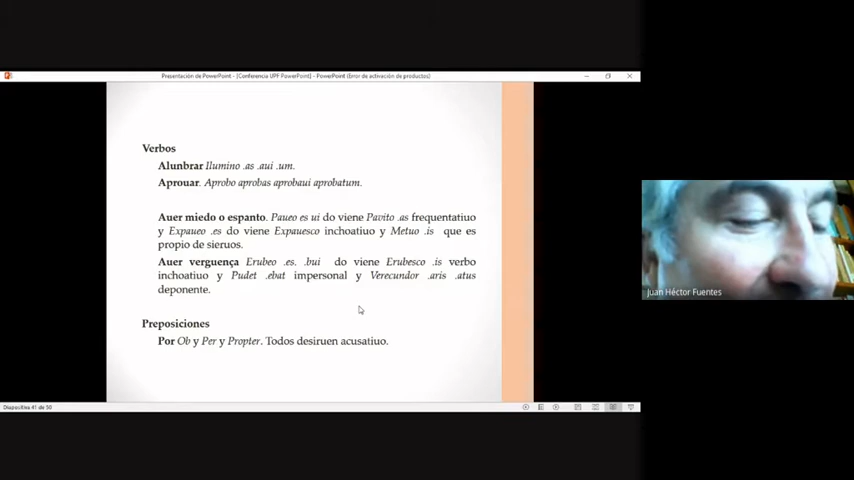 Presentación de PowerPoint - [Conferencia UPF PowerPoint] - PowerPoint (Error de activación de productos)
Verbos
Alunbrar Ilumino .as .aui .um.
Aprouar. Aprobo aprobas aprobaui aprobatum.
Auer miedo o espanto. Paueo es ui do viene Pavito .as frequentatiuo
y Expaueo .es do viene Expauesco inchoatiuo y Metuo .is que es
propio de sieruos.
Auer verguença Erubeo .es. .bui do viene Erubesco .is verbo
inchoatiuo y Pudet .ebat impersonal y Verecundor .aris .atus
deponente.
Preposiciones
Por Ob y Per y Propter. Todos desiruen acusatiuo.
Juan Héctor Fuentes
Diapositiva 41 de 50